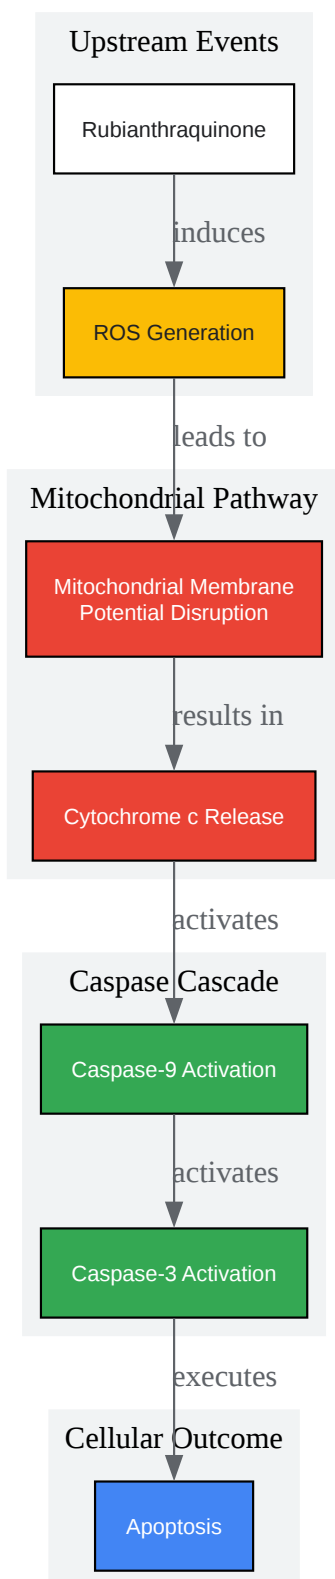 Upstream Events
Rubianthraquinone
induces
ROS Generation
leads to
Mitochondrial Pathway
Mitochondrial Membrane
Potential Disruption
results in
Cytochrome c Release
activates
Caspase Cascade
Caspase-9 Activation
activates
Caspase-3 Activation
executes
Cellular Outcome
Apoptosis